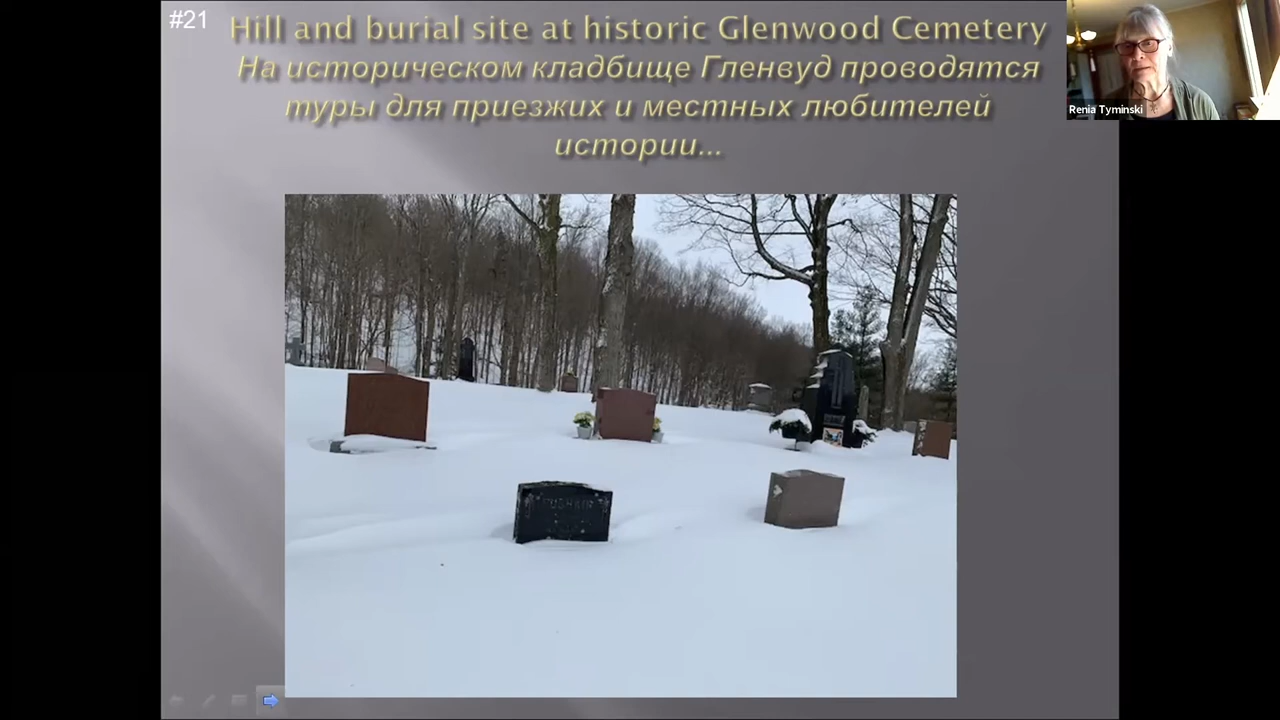 #21
Hill and burial site at historic Glenwood Cemetery
На историческом кладбище Гленвуд проводятся
туры для приезжих и местных любителей
истории...
Renia Tyminski